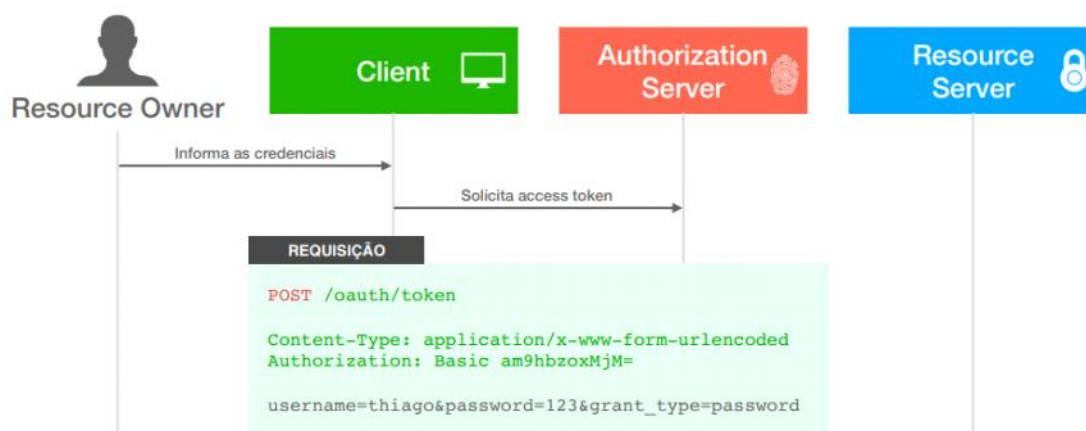 Resource Owner
Client
Authorization
Server
Resource
Server
Informa as credenciais
Solicita access token
REQUISIÇÃO
POST /oauth/token
Content-Type: application/x-www-form-urlencoded
Authorization: Basic am9hbzoxMjM=
username=thiago&password=123&grant_type=password